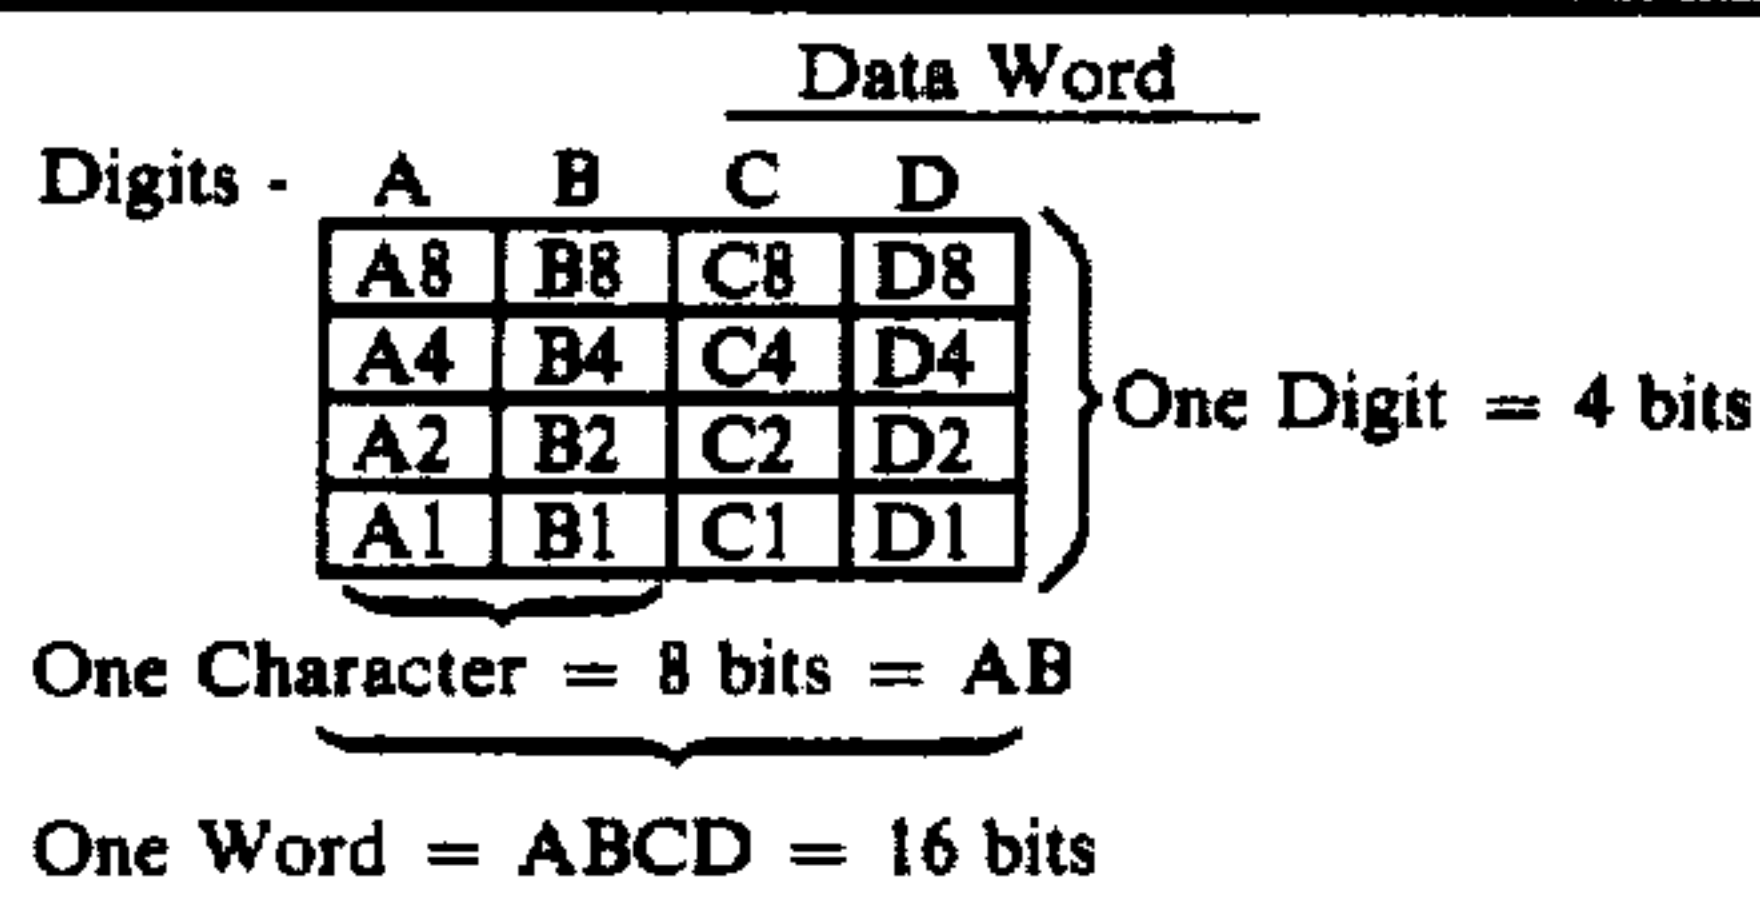 Data Word
Digits - A B C D
A8 B8 C8 D8
A4 B4 C4 D4
One Digit = 4 bits
A2 B2 C2 D2
A1 B1 C1 D1
One Character = 8 bits = AB
One Word = ABCD = 16 bits